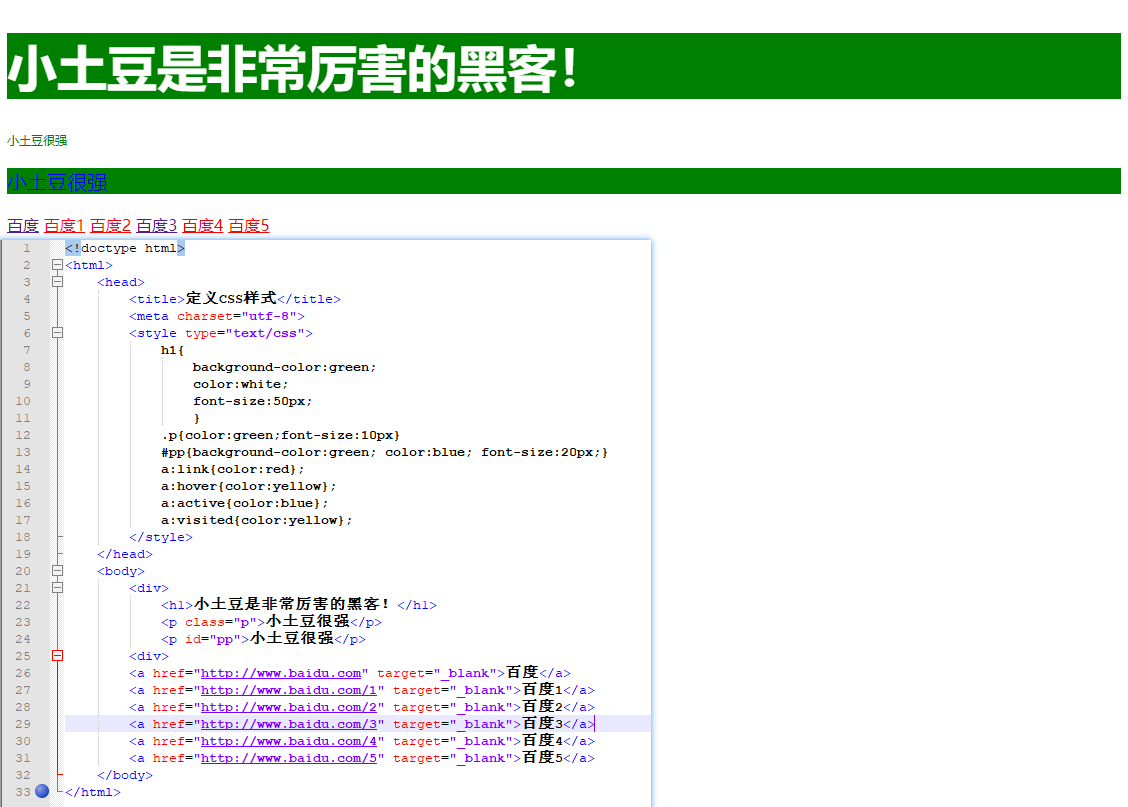 小土豆是非常厉害的黑客！
小土豆很强
小土豆很强
百度 百度1 百度2 百度3 百度4 百度5
1 <!doctype html>
2 <html>
3 <head>
4 <title>定义CSS样式</title>
5 <meta charset="utf-8">
6 <style type="text/css">
7 h1{
8 background-color:green;
9 color:white;
10 font-size:50px;
11 }
12 .p{color:green;font-size:10px}
13 #pp{background-color:green; color:blue; font-size:20px;}
14 a:link{color:red};
15 a:hover{color:yellow};
16 a:active{color:blue};
17 a:visited{color:yellow};
18 </style>
19 </head>
20 <body>
21 <div>
22 <h1>小土豆是非常厉害的黑客！</h1>
23 <p class="p">小土豆很强</p>
24 <p id="pp">小土豆很强</p>
25 <div>
26 <a href="http://www.baidu.com" target="_blank">百度</a>
27 <a href="http://www.baidu.com/1" target="_blank">百度1</a>
28 <a href="http://www.baidu.com/2" target="_blank">百度2</a>
29 <a href="http://www.baidu.com/3" target="_blank">百度3</a>
30 <a href="http://www.baidu.com/4" target="_blank">百度4</a>
31 <a href="http://www.baidu.com/5" target="_blank">百度5</a>
32 </body>
33 </html>